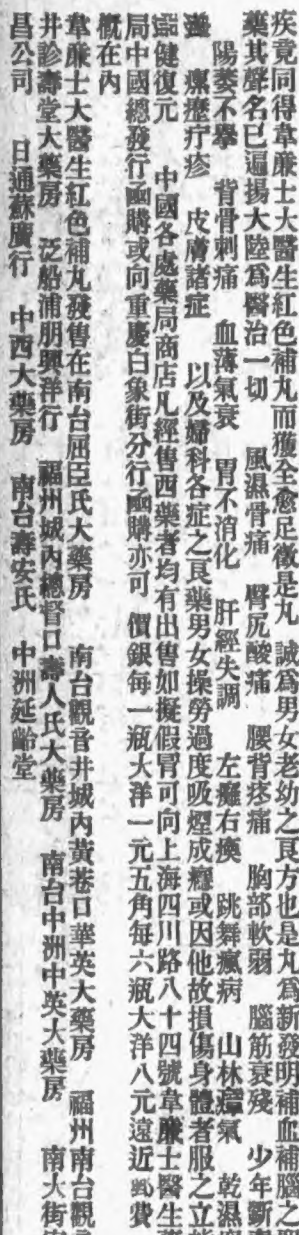 疾竟同得韋廉士大醫生紅色補丸而獲全愈足徵是丸 誠爲男女老幼之良方也是丸爲新發明補血補腦之
藥其聲名已遍揚大陸爲醫治一切 風濕骨痛 臀尻酸痛 腰背疼痛 胸部軟弱 腦筋衰殘 少年斲
陽萎不舉 背骨刺痛 血薄氣衰 胃不消化 肝經失調 左癱右瘓 跳舞瘋病 山林瘴氣 乾濕
瘰癧疔疹 皮膚諸症 以及婦科各症之良藥男女操勞過度吸煙成癮或因他故損傷身體者服之立
健復元 中國各處藥局商店凡經售西藥者均有出售如擬假冒可向上海四川路八十四號韋廉士醫生藥
局中國總發行函購或向重慶白象街分行函購亦可 價銀每一瓶大洋一元五角每六瓶大洋八元遠近郵費
概在內
韋廉士大醫生紅色補丸發售在南台屈臣氏大藥房 南台觀音井城內黃巷口華英大藥房 福州南台觀
井診壽堂大藥房 泛船浦朋興洋行 福州城內總督口壽人氏大藥房 南台中洲中英大藥房 南大街
昌公司 日通蘇廣行 中西大藥房 南台壽安氏 中洲延齡堂